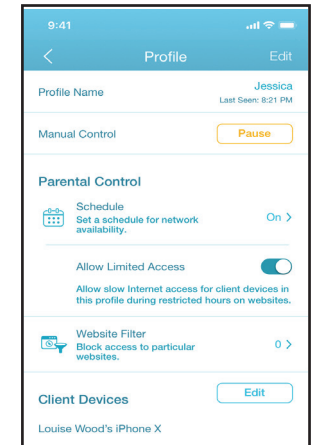 9:41
Profile
Edit
Profile Name
Jessica
Last Seen: 8:21 PM
Manual Control
Pause
Parental Control
Schedule
Set a schedule for network
availability.
On
Allow Limited Access
Allow slow Internet access for client devices in
this profile during restricted hours on websites.
Website Filter
Block access to particular
websites.
0
Client Devices
Edit
Louise Wood's iPhone X